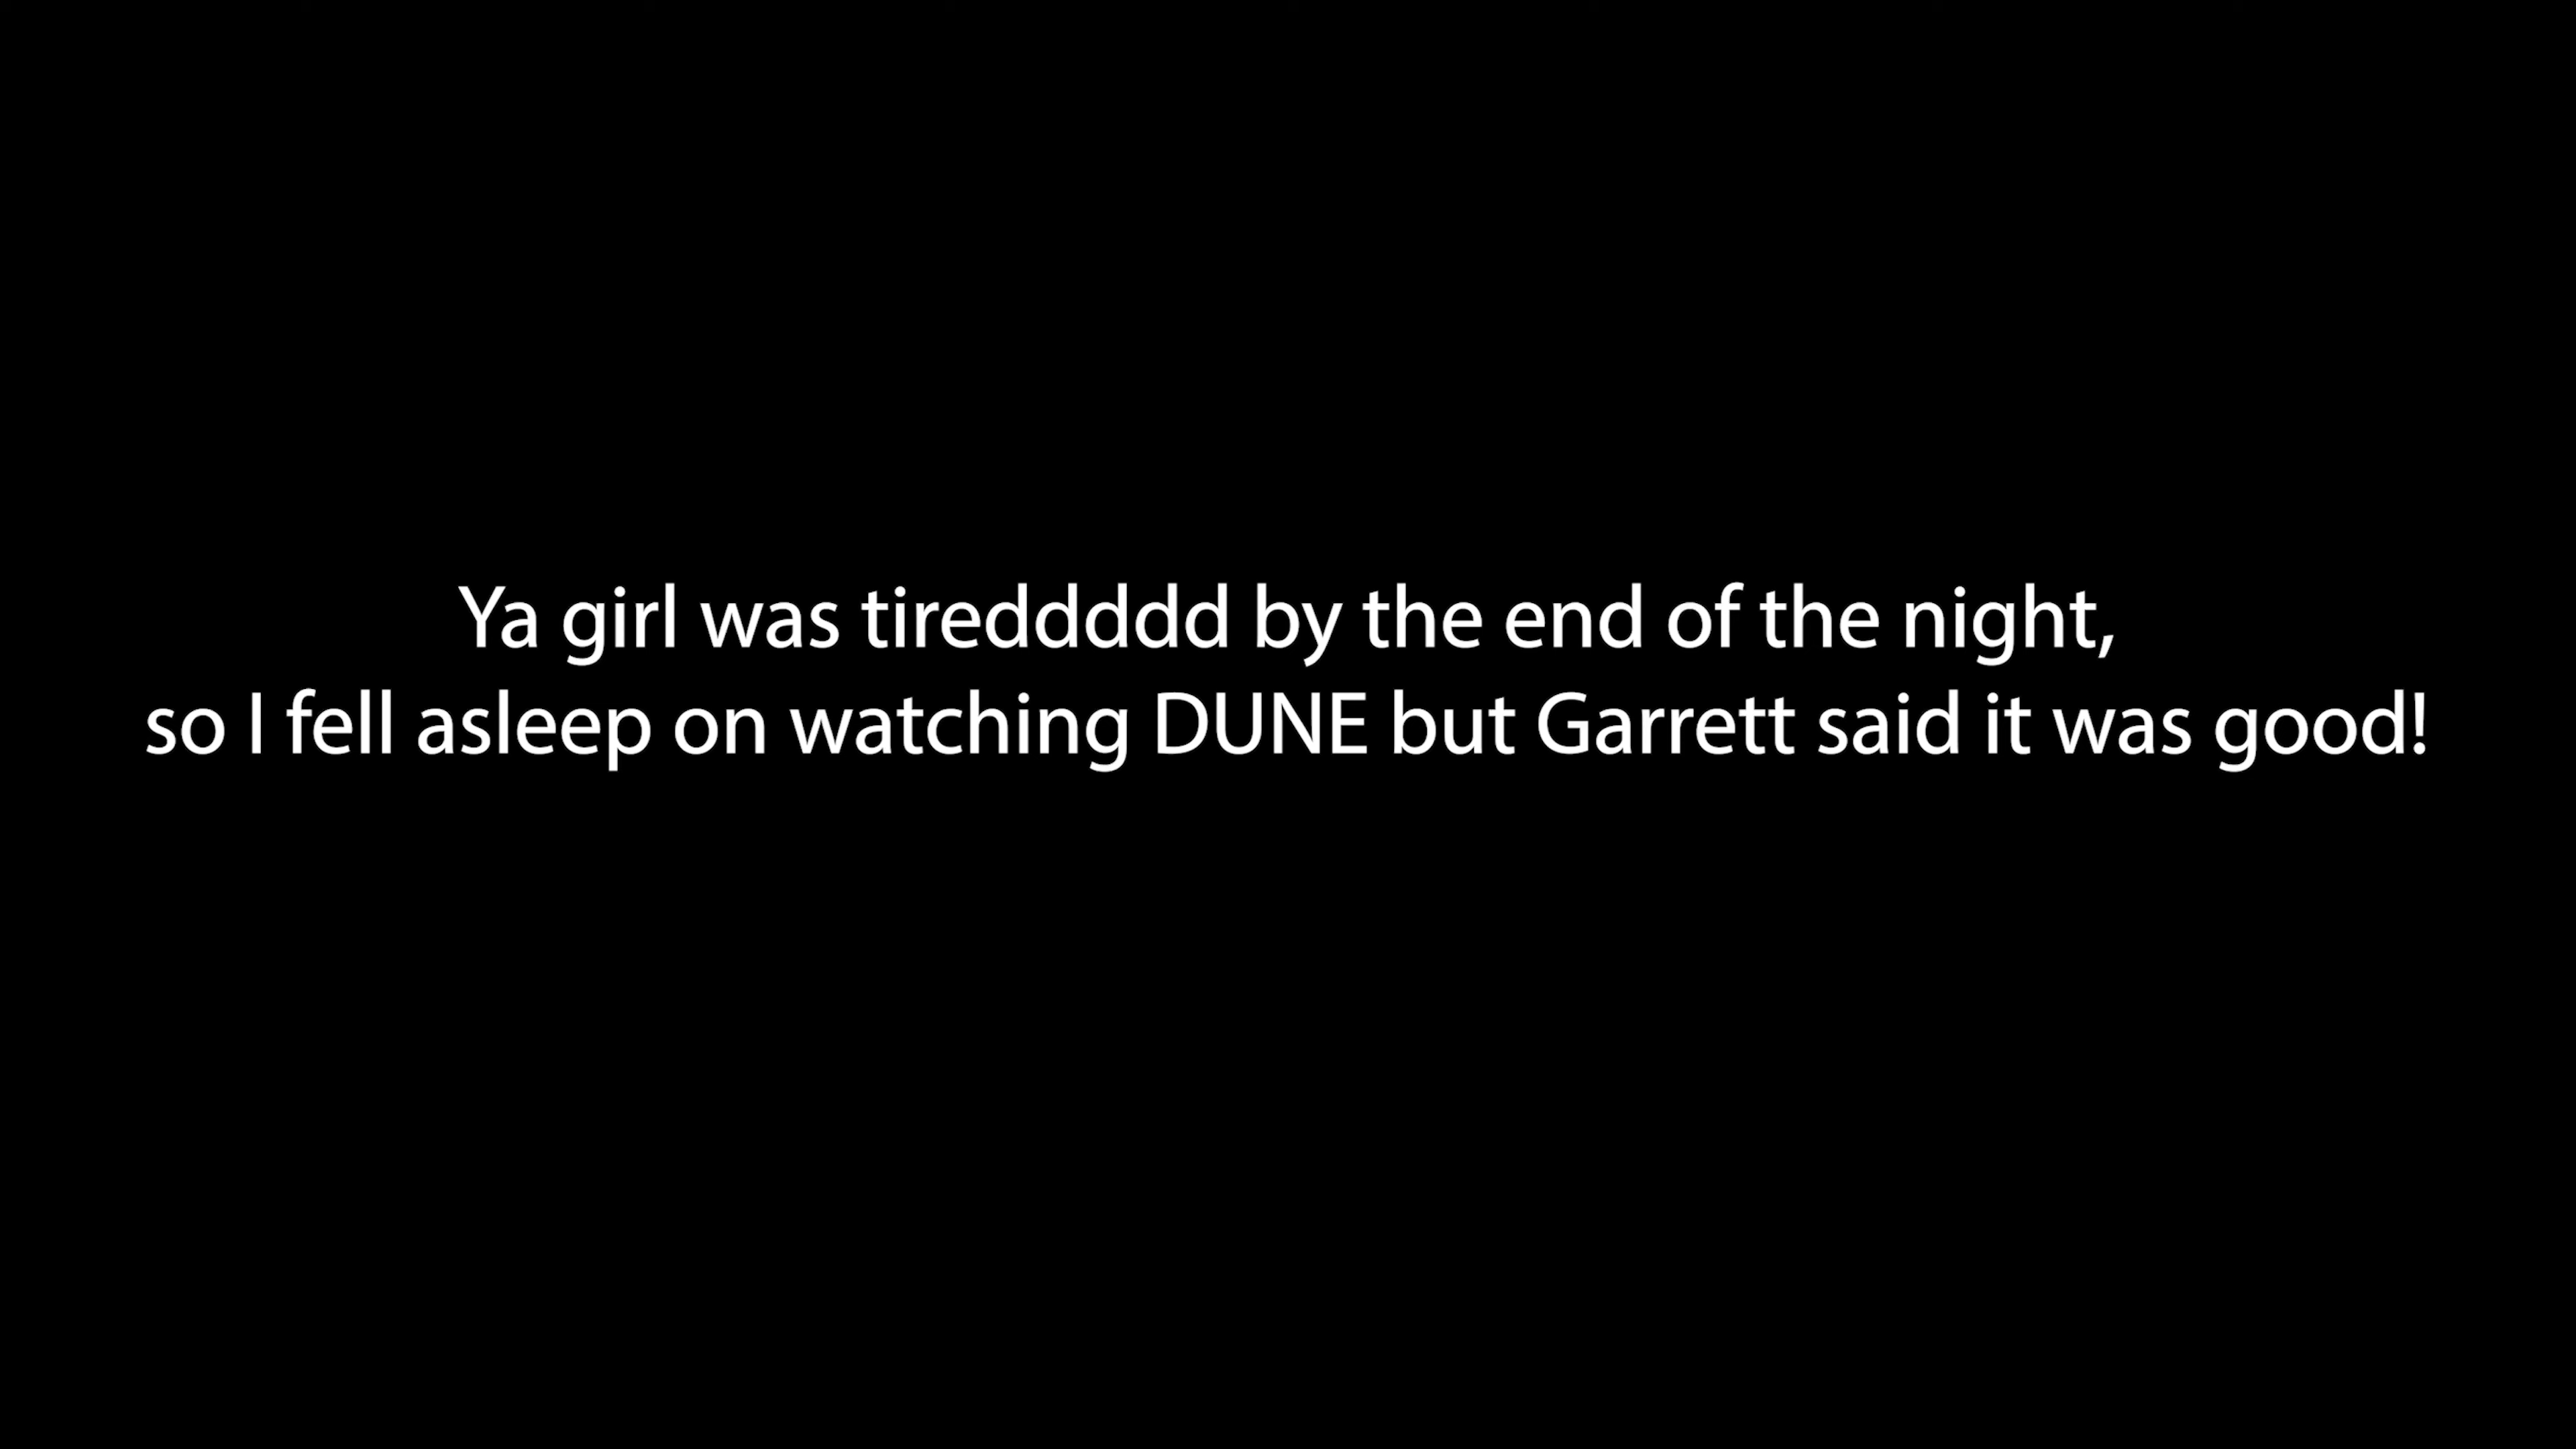 Ya girl was tireddddd by the end of the night,
so I fell asleep on watching DUNE but Garrett said it was good!